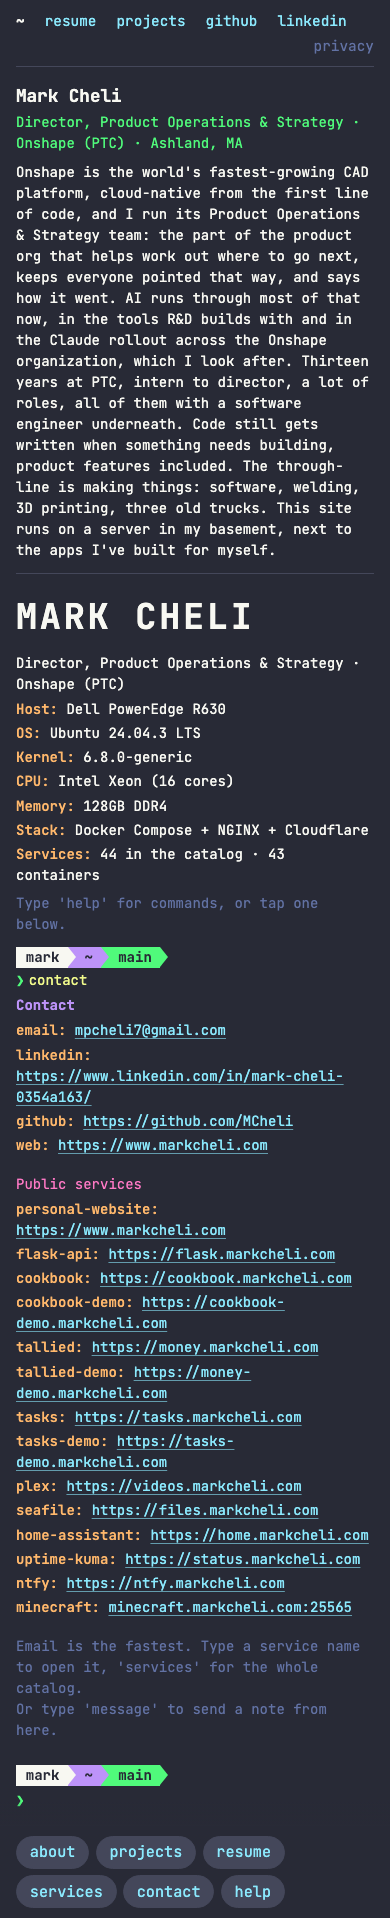 ~ resume projects github linkedin
privacy
Mark Cheli
Director, Product Operations & Strategy ·
Onshape (PTC) · Ashland, MA
Onshape is the world's fastest-growing CAD
platform, cloud-native from the first line
of code, and I run its Product Operations
& Strategy team: the part of the product
org that helps work out where to go next,
keeps everyone pointed that way, and says
how it went. AI runs through most of that
now, in the tools R&D builds with and in
the Claude rollout across the Onshape
organization, which I look after. Thirteen
years at PTC, intern to director, a lot of
roles, all of them with a software
engineer underneath. Code still gets
written when something needs building,
product features included. The through-
line is making things: software, welding,
3D printing, three old trucks. This site
runs on a server in my basement, next to
the apps I've built for myself.
MARK CHELI
Director, Product Operations & Strategy ·
Onshape (PTC)
Host: Dell PowerEdge R630
OS: Ubuntu 24.04.3 LTS
Kernel: 6.8.0-generic
CPU: Intel Xeon (16 cores)
Memory: 128GB DDR4
Stack: Docker Compose + NGINX + Cloudflare
Services: 44 in the catalog · 43
containers
Type 'help' for commands, or tap one
below.
mark ~ main
❯ contact
Contact
email: mpcheli7@gmail.com
linkedin:
https://www.linkedin.com/in/mark-cheli-
0354a163/
github: https://github.com/MCheli
web: https://www.markcheli.com
Public services
personal-website:
https://www.markcheli.com
flask-api: https://flask.markcheli.com
cookbook: https://cookbook.markcheli.com
cookbook-demo: https://cookbook-
demo.markcheli.com
tallied: https://money.markcheli.com
tallied-demo: https://money-
demo.markcheli.com
tasks: https://tasks.markcheli.com
tasks-demo: https://tasks-
demo.markcheli.com
plex: https://videos.markcheli.com
seafile: https://files.markcheli.com
home-assistant: https://home.markcheli.com
uptime-kuma: https://status.markcheli.com
ntfy: https://ntfy.markcheli.com
minecraft: minecraft.markcheli.com:25565
Email is the fastest. Type a service name
to open it, 'services' for the whole
catalog.
Or type 'message' to send a note from
here.
mark ~ main
❯
about projects resume
services contact help